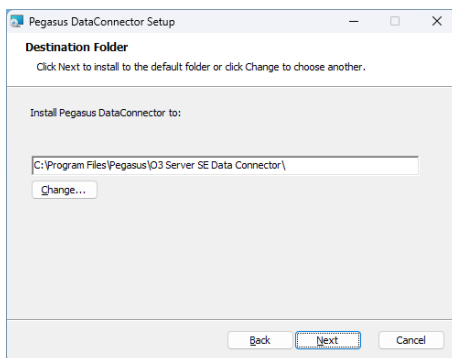 Pegasus DataConnector Setup
Destination Folder
Click Next to install to the default folder or click Change to choose another.
Install Pegasus DataConnector to:
C:\Program Files\Pegasus\O3 Server SE Data Connector\
Change...
Back Next Cancel